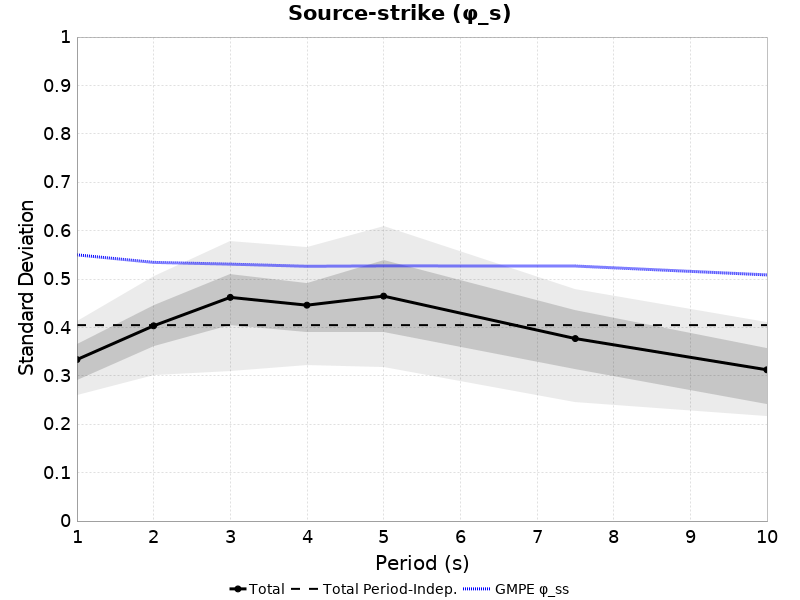 Source-strike (φ_s)
1
0.9
0.8
0.7
0.6
0.5
0.4
0.3
0.2
0.1
0
Standard Deviation
1 2 3 4 5 6 7 8 9 10
Period (s)
Total Total Period-Indep. GMPE φ_ss